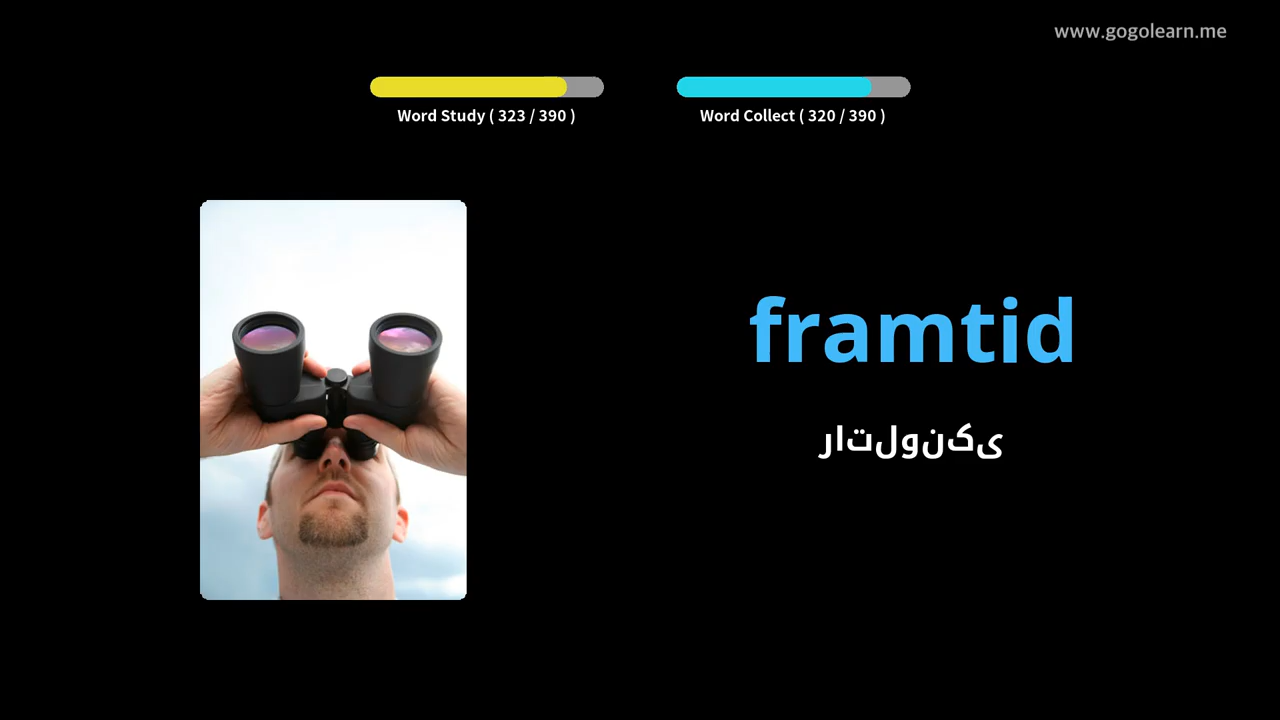 www.gogolearn.me
Word Study ( 323 / 390 )
Word Collect ( 320 / 390 )
framtid
راتلونکی